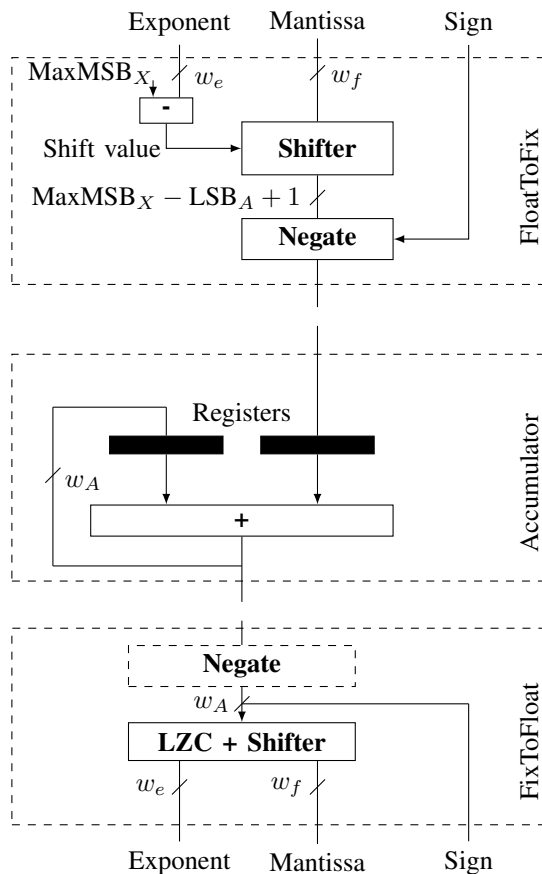 Exponent Mantissa Sign
MaxMSB_X w_e w_f
-
Shift value Shifter
MaxMSB_X − LSB_A + 1
Negate
FloatToFix
Registers
w_A
+
Accumulator
Negate
w_A
LZC + Shifter
w_e w_f
FixToFloat
Exponent Mantissa Sign